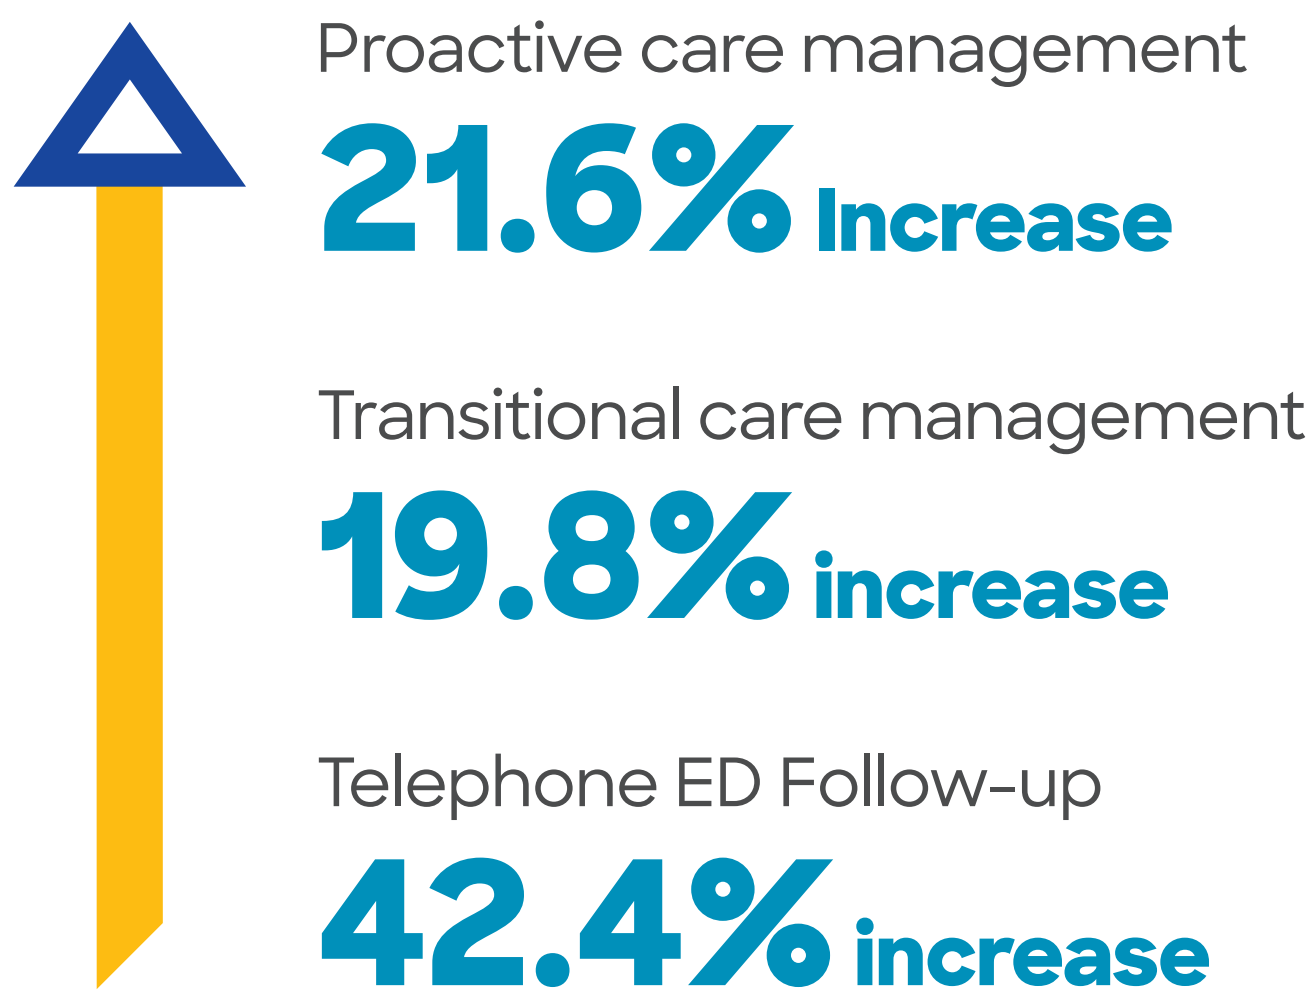 Proactive care management
21.6% Increase
Transitional care management
19.8% increase
Telephone ED Follow-up
42.4% increase